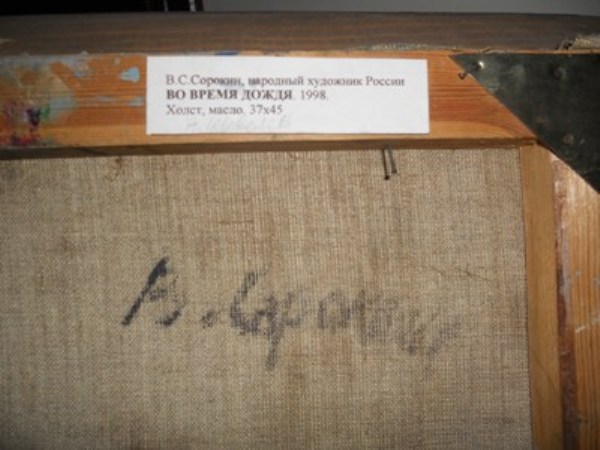 В.С.Сорокин, народный художник России
ВО ВРЕМЯ ДОЖДЯ. 1998.
Холст, масло. 37х45
В. Сорокин